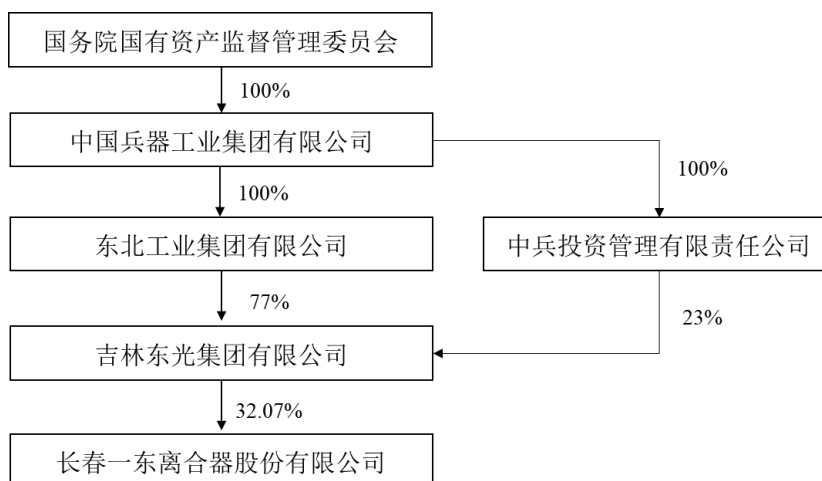 国务院国有资产监督管理委员会
100%
中国兵器工业集团有限公司
100%
100%
东北工业集团有限公司
中兵投资管理有限责任公司
77%
23%
吉林东光集团有限公司
32.07%
长春一东离合器股份有限公司